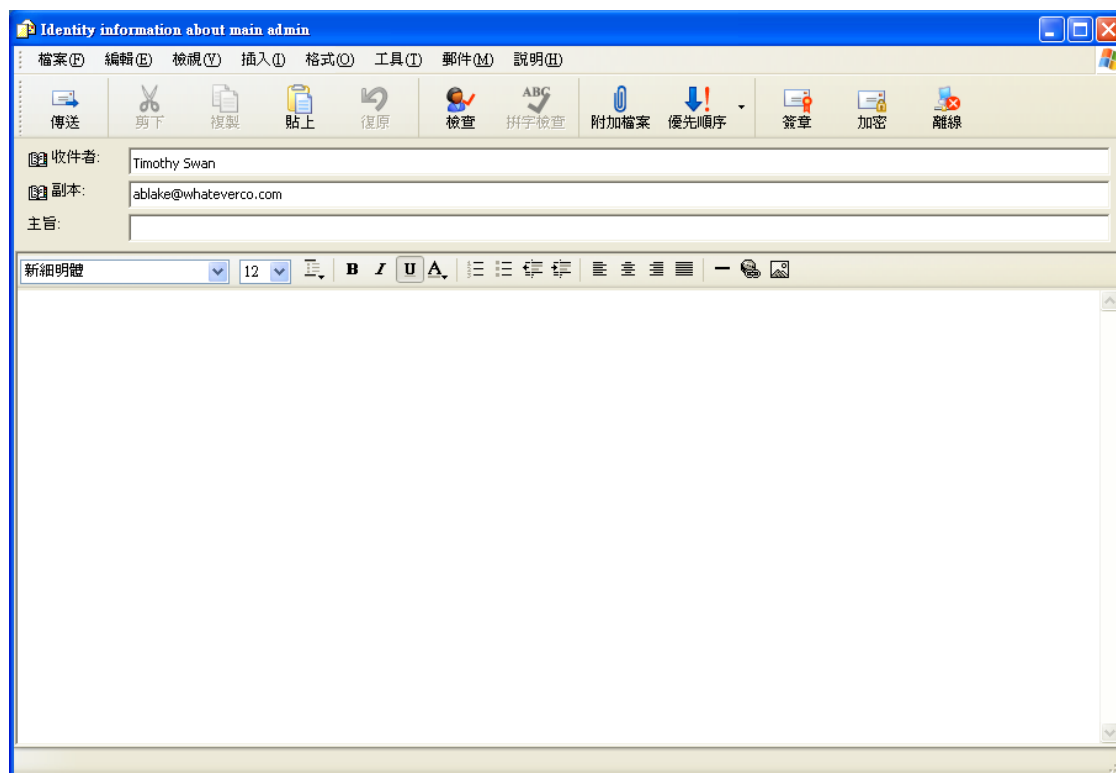 Identity information about main admin
檔案(F) 編輯(E) 檢視(V) 插入(I) 格式(O) 工具(T) 郵件(M) 說明(H)
傳送 剪下 複製 貼上 復原 檢查 拼字檢查 附加檔案 優先順序 簽章 加密 離線
收件者: Timothy Swan
副本: ablake@whateverco.com
主旨:
新細明體 12 B I U A